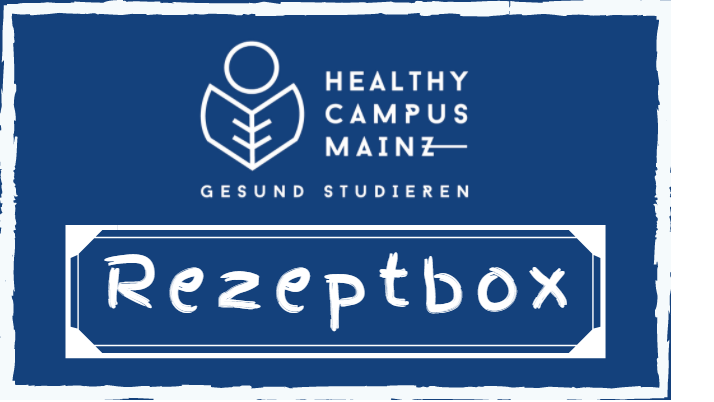 HEALTHY
CAMPUS
MAINZ
GESUND STUDIEREN
Rezeptbox